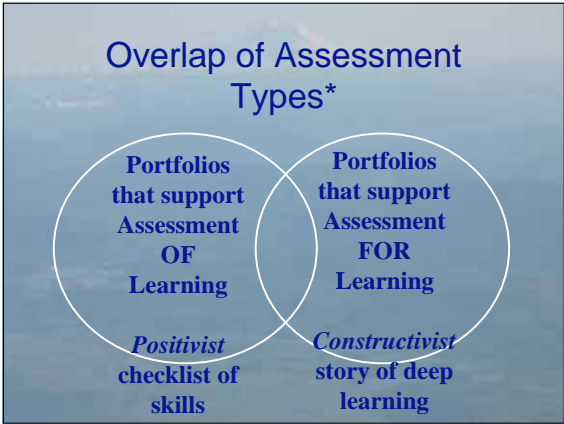 Overlap of Assessment
Types*
Portfolios
that support
Assessment
OF
Learning
Positivist
checklist of
skills
Portfolios
that support
Assessment
FOR
Learning
Constructivist
story of deep
learning